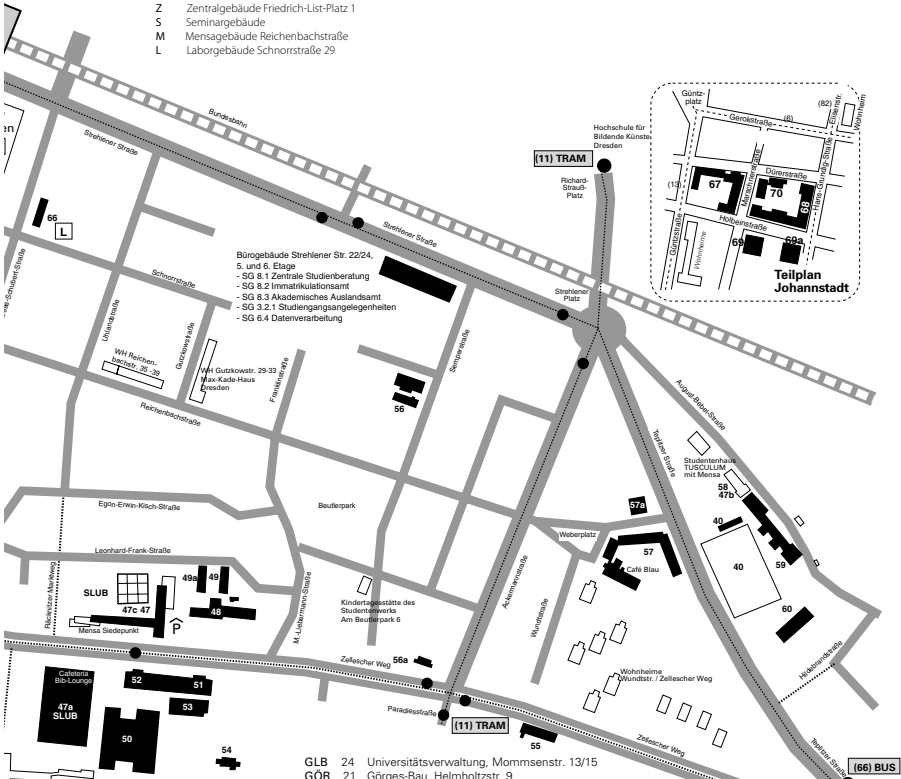 Z Zentralgebäude Friedrich-List-Platz 1
S Seminargebäude
M Mensagebäude Reichenbachstraße
L Laborgebäude Schnorrstraße 29
Bundesbahn
Strehlener Straße
Hochschule für
Bildende Künste
Dresden
(11) TRAM
Richard-
Strauß-
Platz
Güntz-
platz
(82)
Elisenstr.
Wohnheim
Gerokstraße
(6)
Dürerstraße
Marschnerstraße
Hans-Grundig-Straße
(13)
67
70
68
Holbeinstraße
Güntzstraße
Wohnheime
69
69a
Teilplan
Johannstadt
66
L
Strehlener Straße
Bürogebäude Strehlener Str. 22/24,
5. und 6. Etage
- SG 8.1 Zentrale Studienberatung
- SG 8.2 Immatrikulationsamt
- SG 8.3 Akademisches Auslandsamt
- SG 3.2.1 Studiengangsangelegenheiten
- SG 6.4 Datenverarbeitung
Schnorrstraße
Strehlener
Platz
Uhlandstraße
Gutzkowstraße
WH Reichen-
bachstr. 35 -39
WH Gutzkowstr. 29-33
Max-Kade-Haus
Dresden
Franklinstraße
Semperstraße
56
Reichenbachstraße
August-Bebel-Straße
Teplitzer Straße
Studentenhaus
TUSCULUM
mit Mensa
58
47b
Egon-Erwin-Kisch-Straße
Beutlerpark
57a
40
Weberplatz
57
Leonhard-Frank-Straße
Café Blau
40
59
49a
49
SLUB
47c 47
48
P
Mensa Siedepunkt
Räcknitzer Marktweg
M.-Liebermann-Straße
Kindertagesstätte des
Studentenwerks
Am Beutlerpark 6
Ackermannstraße
Wundtstraße
60
Hildebrandstraße
Zellescher Weg
56a
Wohnheime
Wundtstr. / Zellescher Weg
Cafeteria
Bib-Lounge
52
51
47a
SLUB
53
50
Paradiesstraße
(11) TRAM
54
55
Zellescher Weg
Teplitzer Straße
(66) BUS
GLB 24 Universitätsverwaltung, Mommsenstr. 13/15
GÖR 21 Görges-Bau, Helmholtzstr. 9